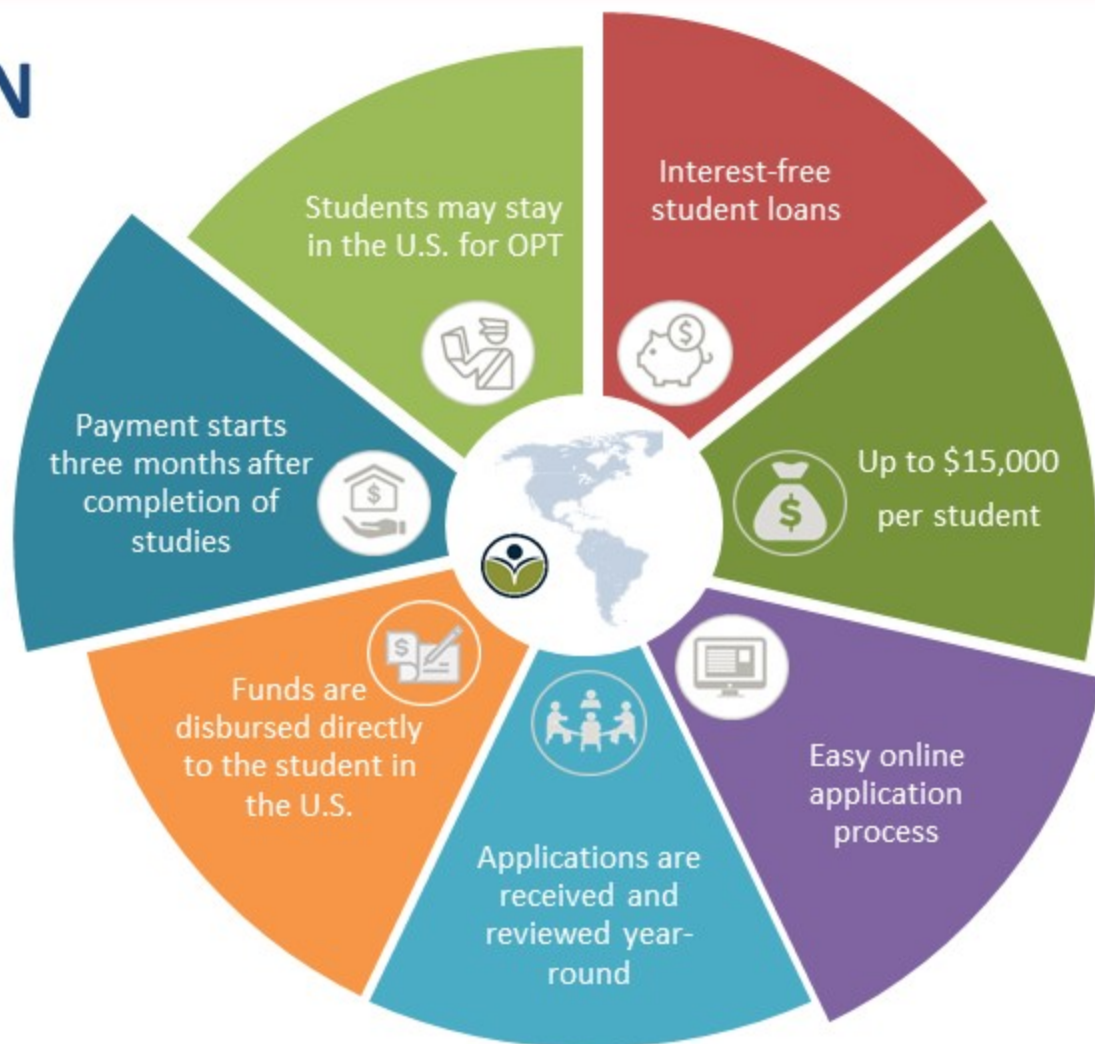 N
Interest-free
student loans
Up to $15,000
per student
Easy online
application
process
Applications are
received and
reviewed year-
round
Funds are
disbursed directly
to the student in
the U.S.
Payment starts
three months after
completion of
studies
Students may stay
in the U.S. for OPT
$
$
$
$